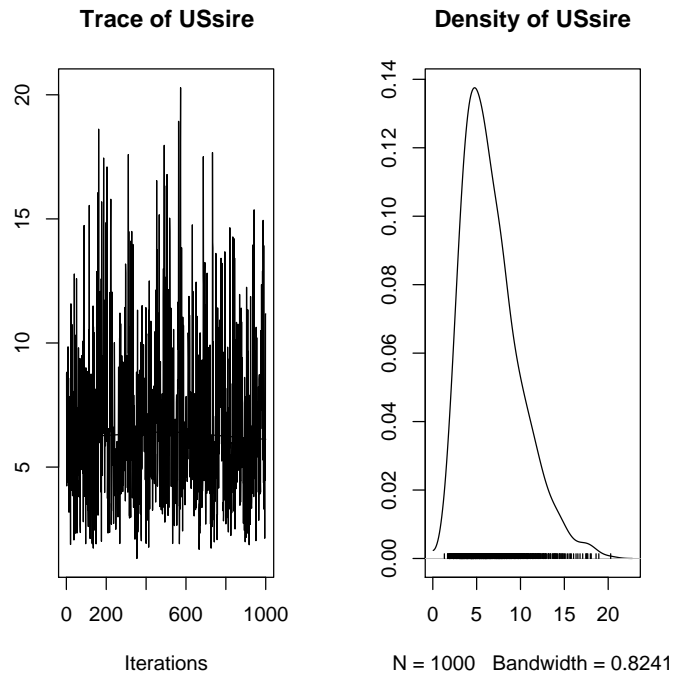 Trace of USsire
20
15
10
5
0 200 600 1000
Iterations
Density of USsire
0.14
0.12
0.10
0.08
0.06
0.04
0.02
0.00
0 5 10 15 20
N = 1000 Bandwidth = 0.8241